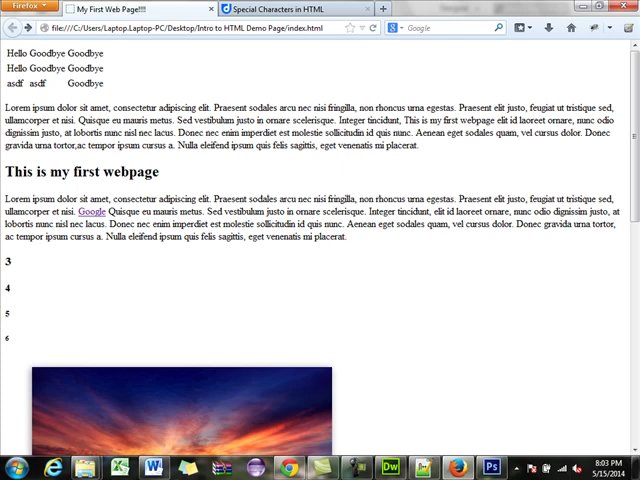 Firefox
My First Web Page!!!!
Special Characters in HTML
file:///C:/Users/Laptop.Laptop-PC/Desktop/Intro to HTML Demo Page/index.html
Google
Hello Goodbye Goodbye
Hello Goodbye Goodbye
asdf asdf Goodbye
Lorem ipsum dolor sit amet, consectetur adipiscing elit. Praesent sodales arcu nec nisi fringilla, non rhoncus urna egestas. Praesent elit justo, feugiat ut tristique sed,
ullamcorper et nisi. Quisque eu mauris metus. Sed vestibulum justo in ornare scelerisque. Integer tincidunt, This is my first webpage elit id laoreet ornare, nunc odio
dignissim justo, at lobortis nunc nisl nec lacus. Donec nec enim imperdiet est molestie sollicitudin id quis nunc. Aenean eget sodales quam, vel cursus dolor. Donec
gravida urna tortor,ac tempor ipsum cursus a. Nulla eleifend ipsum quis felis sagittis, eget venenatis mi placerat.
This is my first webpage
Lorem ipsum dolor sit amet, consectetur adipiscing elit. Praesent sodales arcu nec nisi fringilla, non rhoncus urna egestas. Praesent elit justo, feugiat ut tristique sed,
ullamcorper et nisi. Google Quisque eu mauris metus. Sed vestibulum justo in ornare scelerisque. Integer tincidunt, elit id laoreet ornare, nunc odio dignissim justo, at
lobortis nunc nisl nec lacus. Donec nec enim imperdiet est molestie sollicitudin id quis nunc. Aenean eget sodales quam, vel cursus dolor. Donec gravida urna tortor,
ac tempor ipsum cursus a. Nulla eleifend ipsum quis felis sagittis, eget venenatis mi placerat.
3
4
5
6
Dw
Ps
8:03 PM
5/15/2014